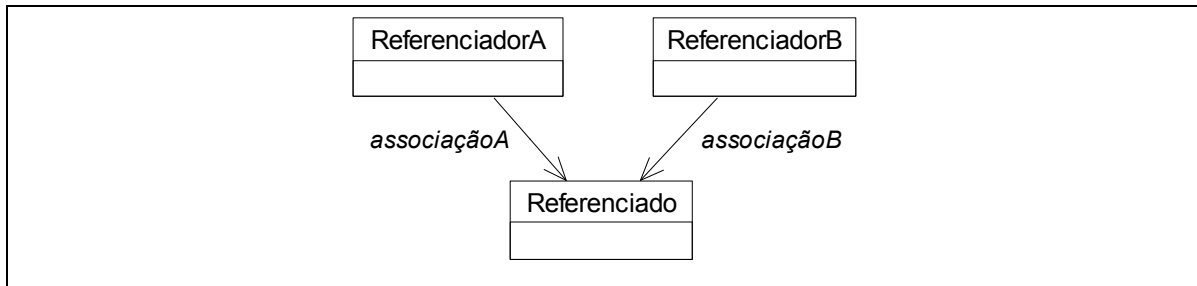 ReferenciadorA
ReferenciadorB
associaçãoA
associaçãoB
Referenciado